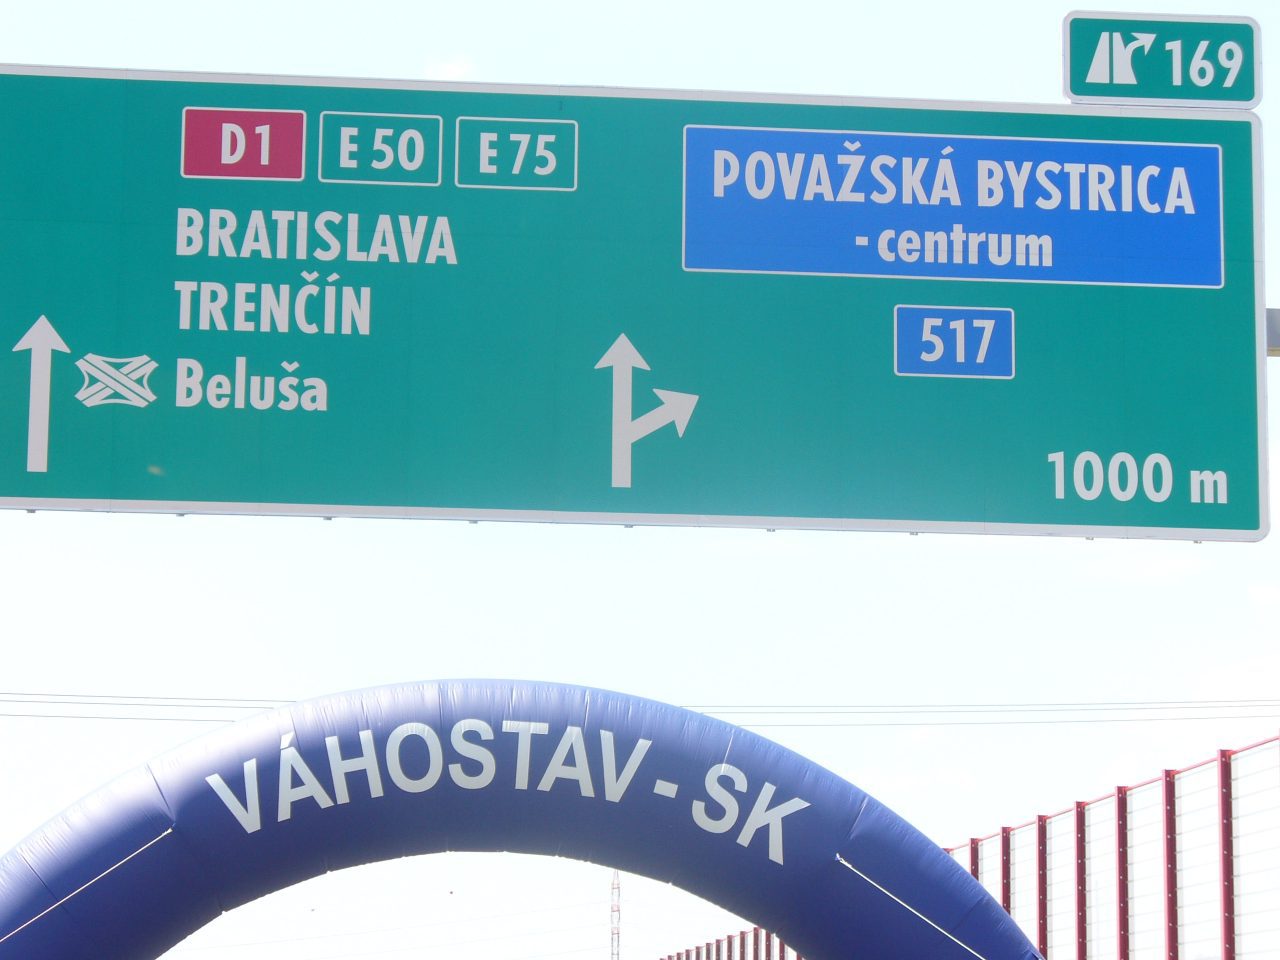 169
D1 E 50 E 75
BRATISLAVA
TRENČÍN
Beluša
POVAŽSKÁ BYSTRICA
-centrum
517
1000 m
VÁHOSTAV-SK